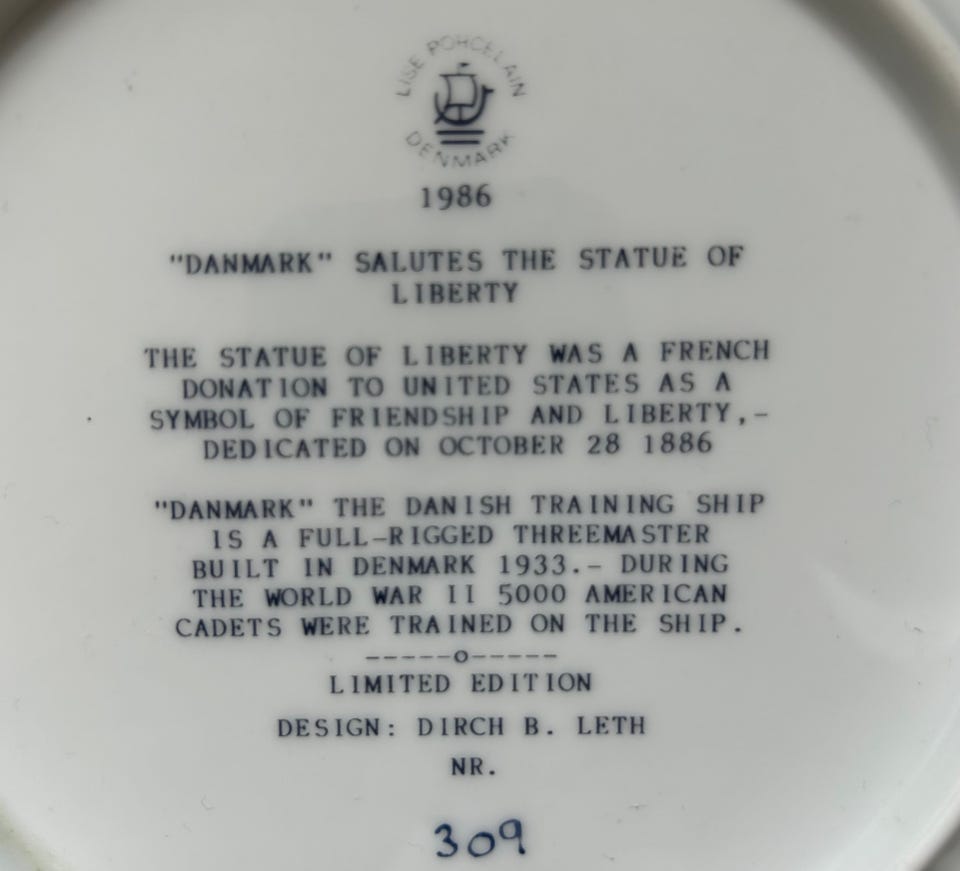 LISE PORCELAIN
DENMARK
1986
"DANMARK" SALUTES THE STATUE OF
LIBERTY
THE STATUE OF LIBERTY WAS A FRENCH
DONATION TO UNITED STATES AS A
SYMBOL OF FRIENDSHIP AND LIBERTY,-
DEDICATED ON OCTOBER 28 1886
"DANMARK" THE DANISH TRAINING SHIP
IS A FULL-RIGGED THREEMASTER
BUILT IN DENMARK 1933.- DURING
THE WORLD WAR II 5000 AMERICAN
CADETS WERE TRAINED ON THE SHIP.
-----o-----
LIMITED EDITION
DESIGN: DIRCH B. LETH
NR.
309